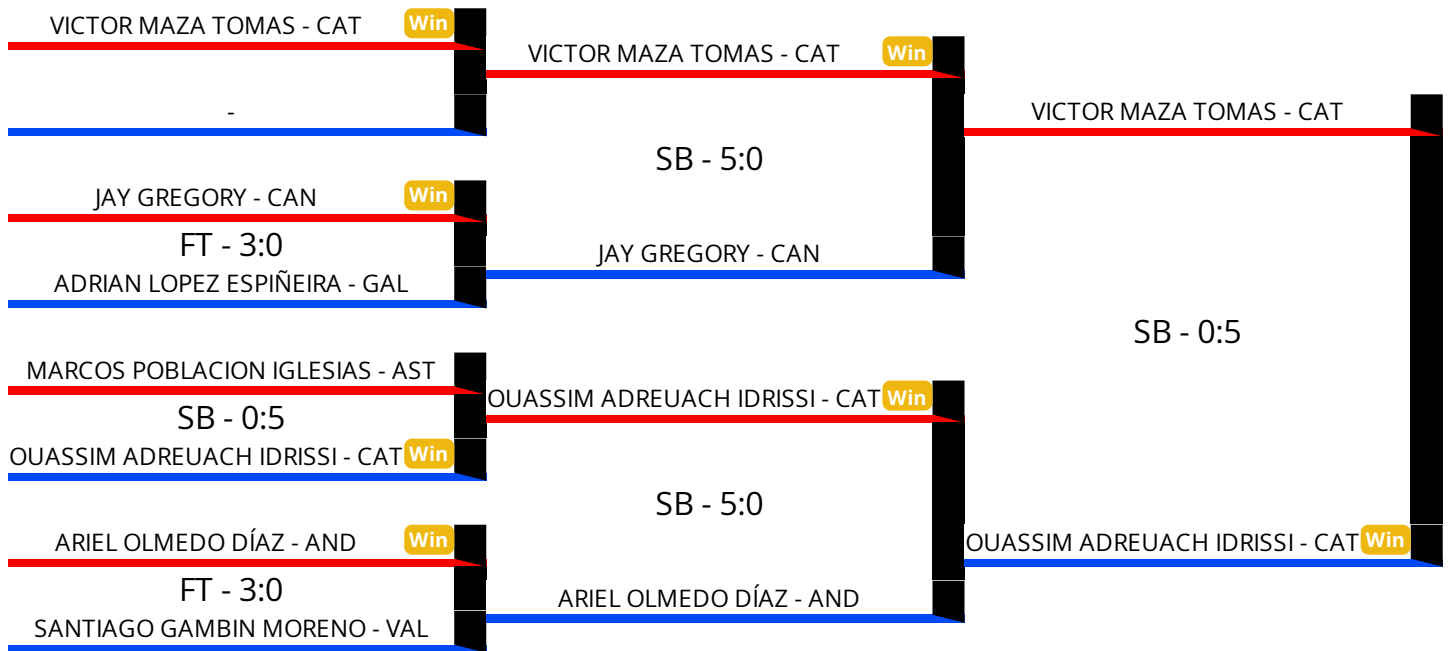 VICTOR MAZA TOMAS - CAT Win
-
JAY GREGORY - CAN Win
FT - 3:0
ADRIAN LOPEZ ESPIÑEIRA - GAL
MARCOS POBLACION IGLESIAS - AST
SB - 0:5
OUASSIM ADREUACH IDRISSI - CAT Win
ARIEL OLMEDO DÍAZ - AND Win
FT - 3:0
SANTIAGO GAMBIN MORENO - VAL
VICTOR MAZA TOMAS - CAT Win
SB - 5:0
JAY GREGORY - CAN
OUASSIM ADREUACH IDRISSI - CAT Win
SB - 5:0
ARIEL OLMEDO DÍAZ - AND
VICTOR MAZA TOMAS - CAT
SB - 0:5
OUASSIM ADREUACH IDRISSI - CAT Win